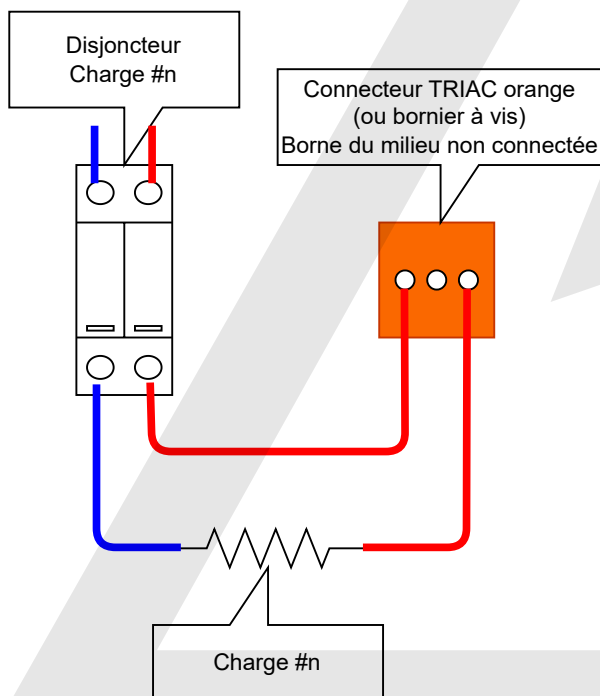 Disjoncteur
Charge #n
Connecteur TRIAC orange
(ou bornier à vis)
Borne du milieu non connectée
Charge #n